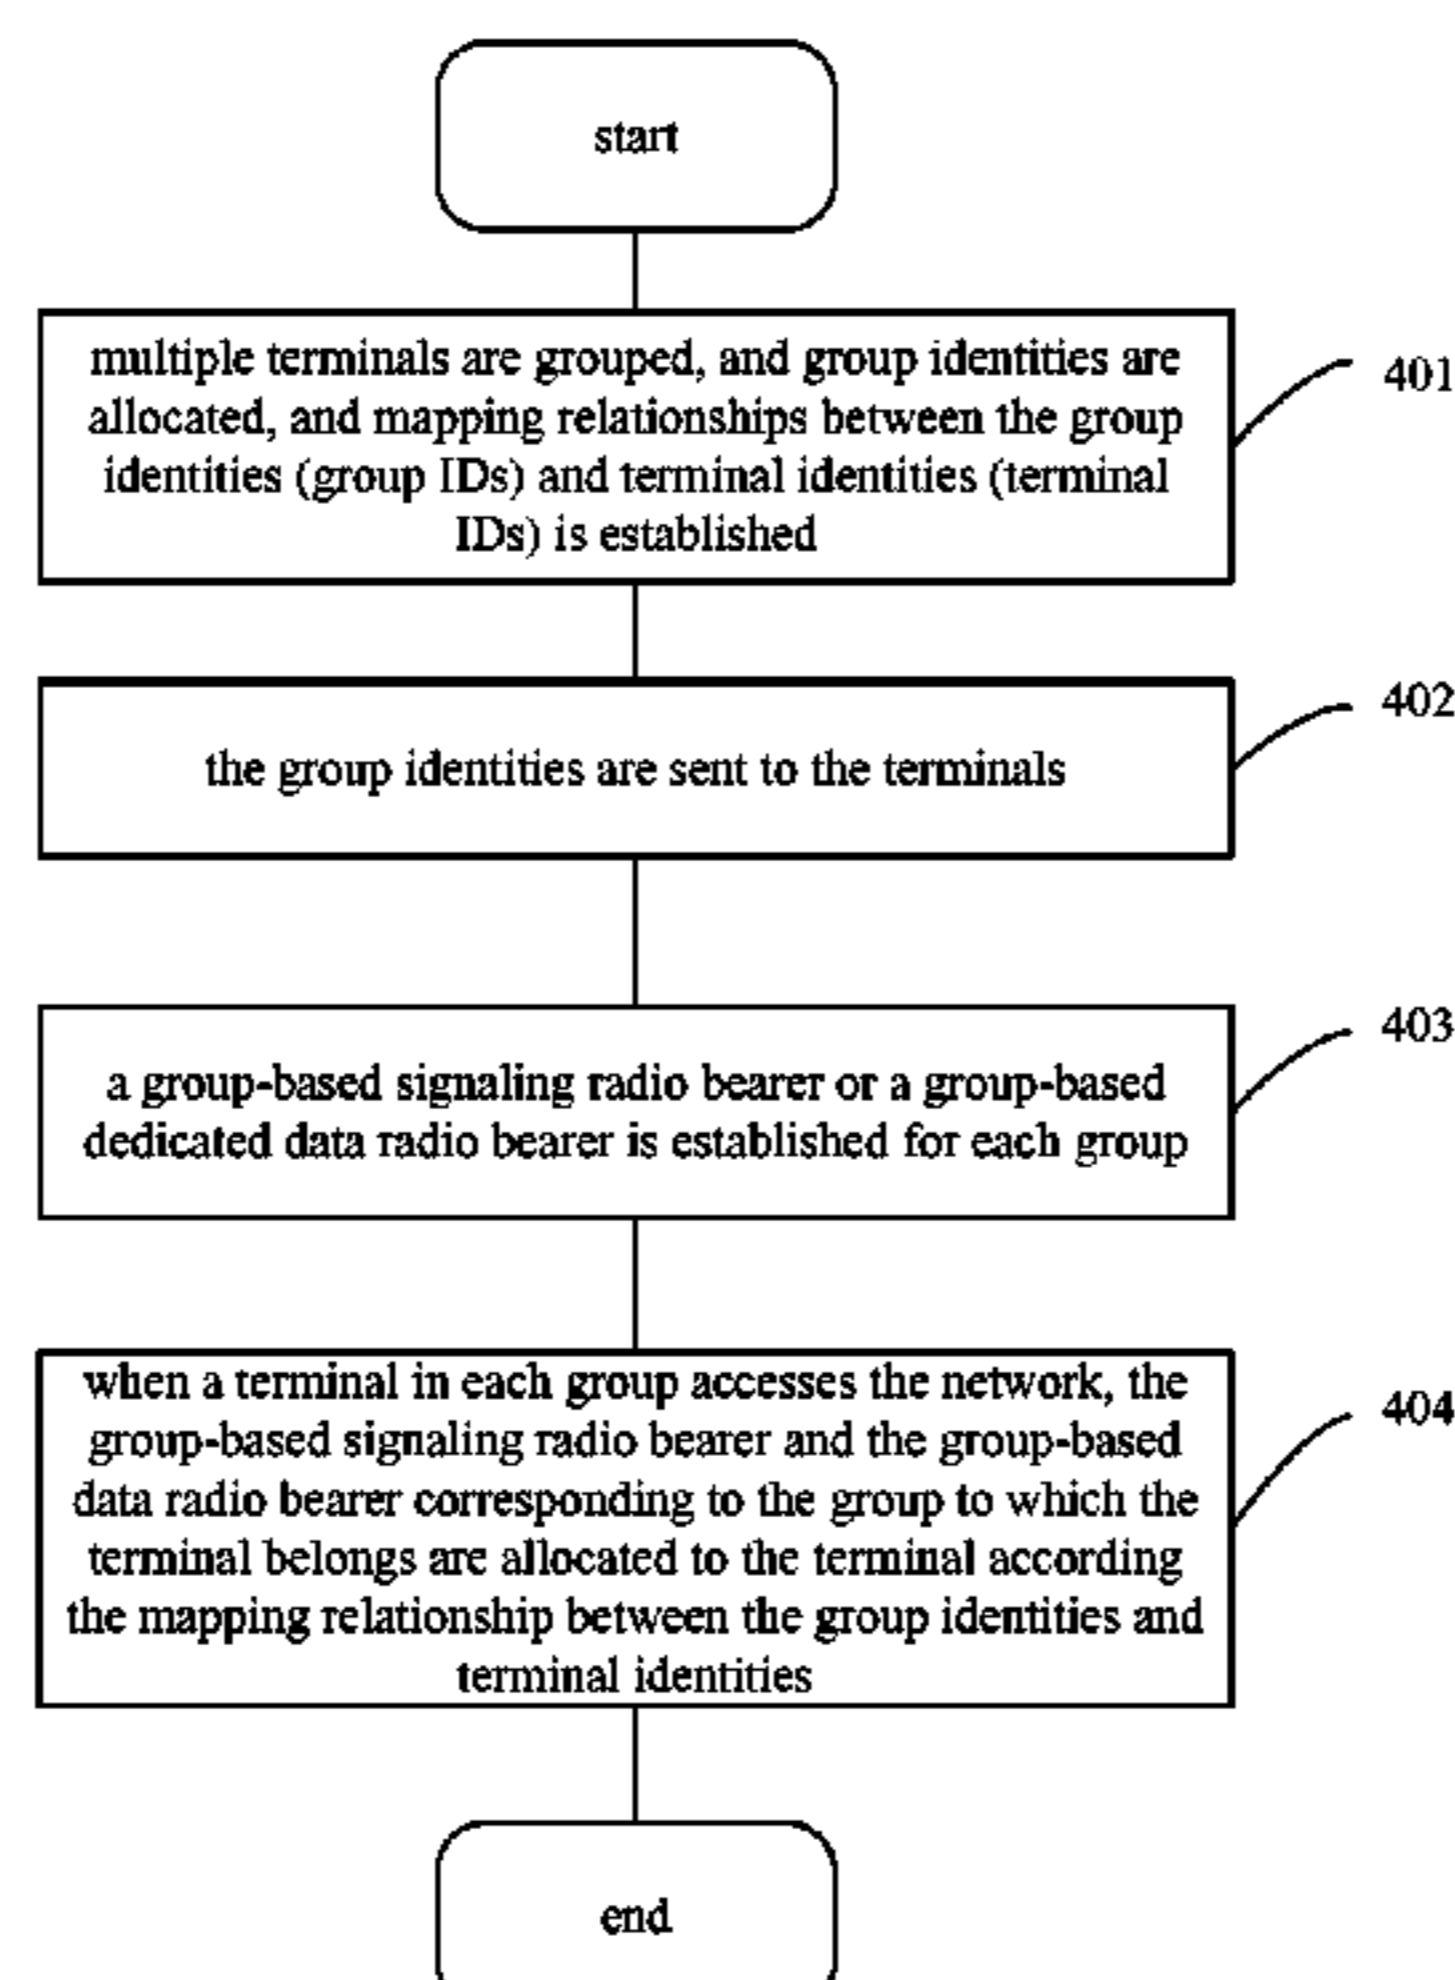 start
multiple terminals are grouped, and group identities are
allocated, and mapping relationships between the group
identities (group IDs) and terminal identities (terminal
IDs) is established
401
the group identities are sent to the terminals
402
a group-based signaling radio bearer or a group-based
dedicated data radio bearer is established for each group
403
when a terminal in each group accesses the network, the
group-based signaling radio bearer and the group-based
data radio bearer corresponding to the group to which the
terminal belongs are allocated to the terminal according
the mapping relationship between the group identities and
terminal identities
404
end